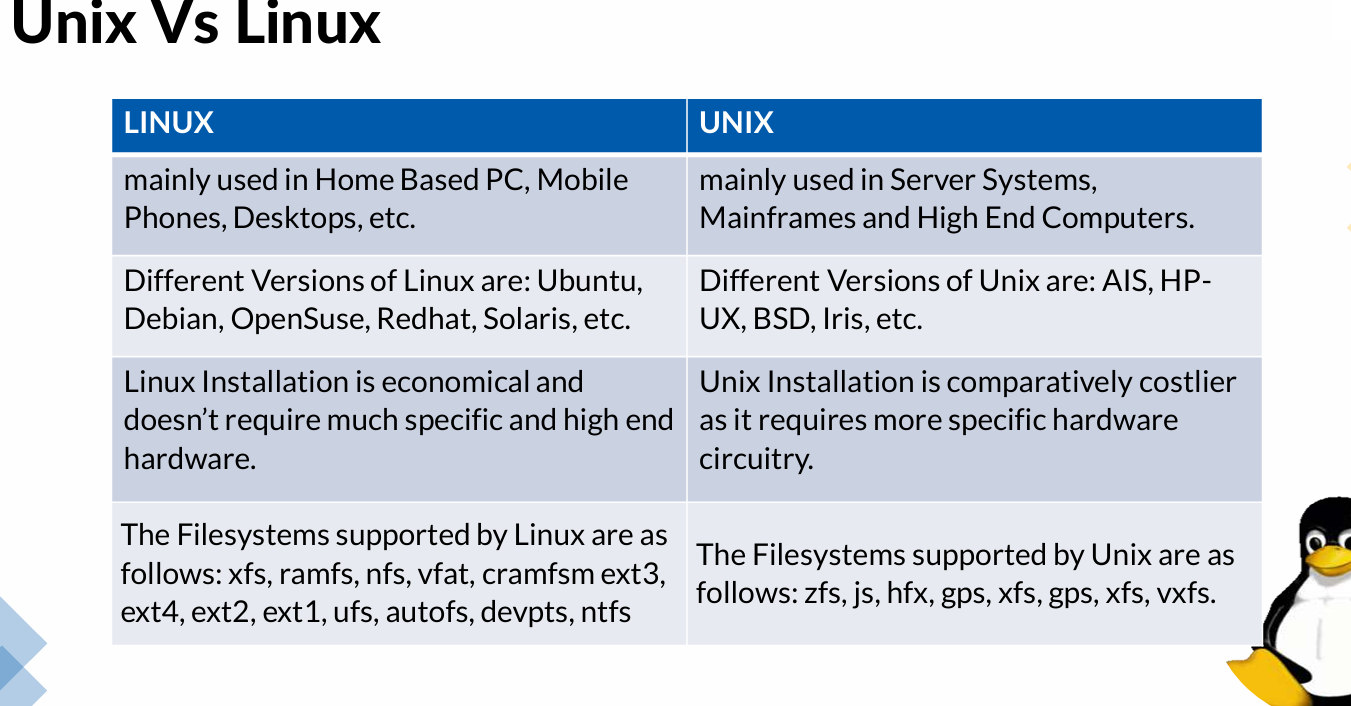 Unix Vs Linux
LINUX
UNIX
mainly used in Home Based PC, Mobile
Phones, Desktops, etc.
mainly used in Server Systems,
Mainframes and High End Computers.
Different Versions of Linux are: Ubuntu,
Debian, OpenSuse, Redhat, Solaris, etc.
Different Versions of Unix are: AIS, HP-
UX, BSD, Iris, etc.
Linux Installation is economical and
doesn’t require much specific and high end
hardware.
Unix Installation is comparatively costlier
as it requires more specific hardware
circuitry.
The Filesystems supported by Linux are as
follows: xfs, ramfs, nfs, vfat, cramfsm ext3,
ext4, ext2, ext1, ufs, autofs, devpts, ntfs
The Filesystems supported by Unix are as
follows: zfs, js, hfx, gps, xfs, gps, xfs, vxfs.